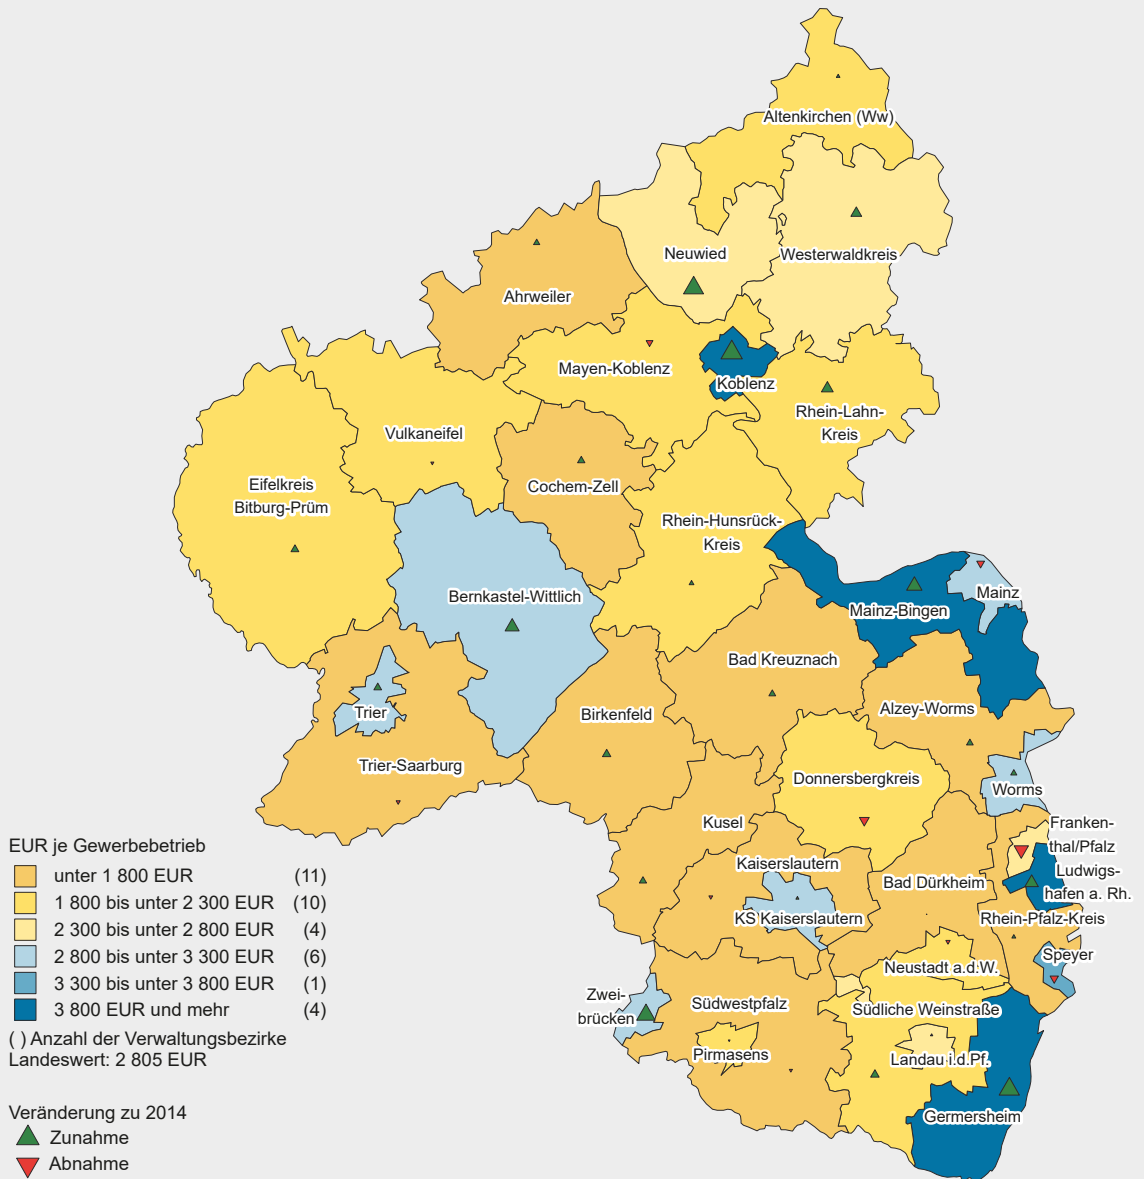 Altenkirchen (Ww)
Neuwied
Westerwaldkreis
Ahrweiler
Mayen-Koblenz
Koblenz
Rhein-Lahn-
Kreis
Vulkaneifel
Cochem-Zell
Eifelkreis
Bitburg-Prüm
Rhein-Hunsrück-
Kreis
Bernkastel-Wittlich
Mainz
Mainz-Bingen
Bad Kreuznach
Alzey-Worms
Trier
Birkenfeld
Trier-Saarburg
Donnersbergkreis
Worms
Kusel
Franken-
thal/Pfalz
Kaiserslautern
Ludwigs-
hafen a. Rh.
Bad Dürkheim
KS Kaiserslautern
Rhein-Pfalz-Kreis
Speyer
Neustadt a.d.W.
Zwei-
brücken
Südwestpfalz
Südliche Weinstraße
Pirmasens
Landau i.d.Pf.
Germersheim
EUR je Gewerbebetrieb
unter 1 800 EUR (11)
1 800 bis unter 2 300 EUR (10)
2 300 bis unter 2 800 EUR (4)
2 800 bis unter 3 300 EUR (6)
3 300 bis unter 3 800 EUR (1)
3 800 EUR und mehr (4)
( ) Anzahl der Verwaltungsbezirke
Landeswert: 2 805 EUR
Veränderung zu 2014
Zunahme
Abnahme